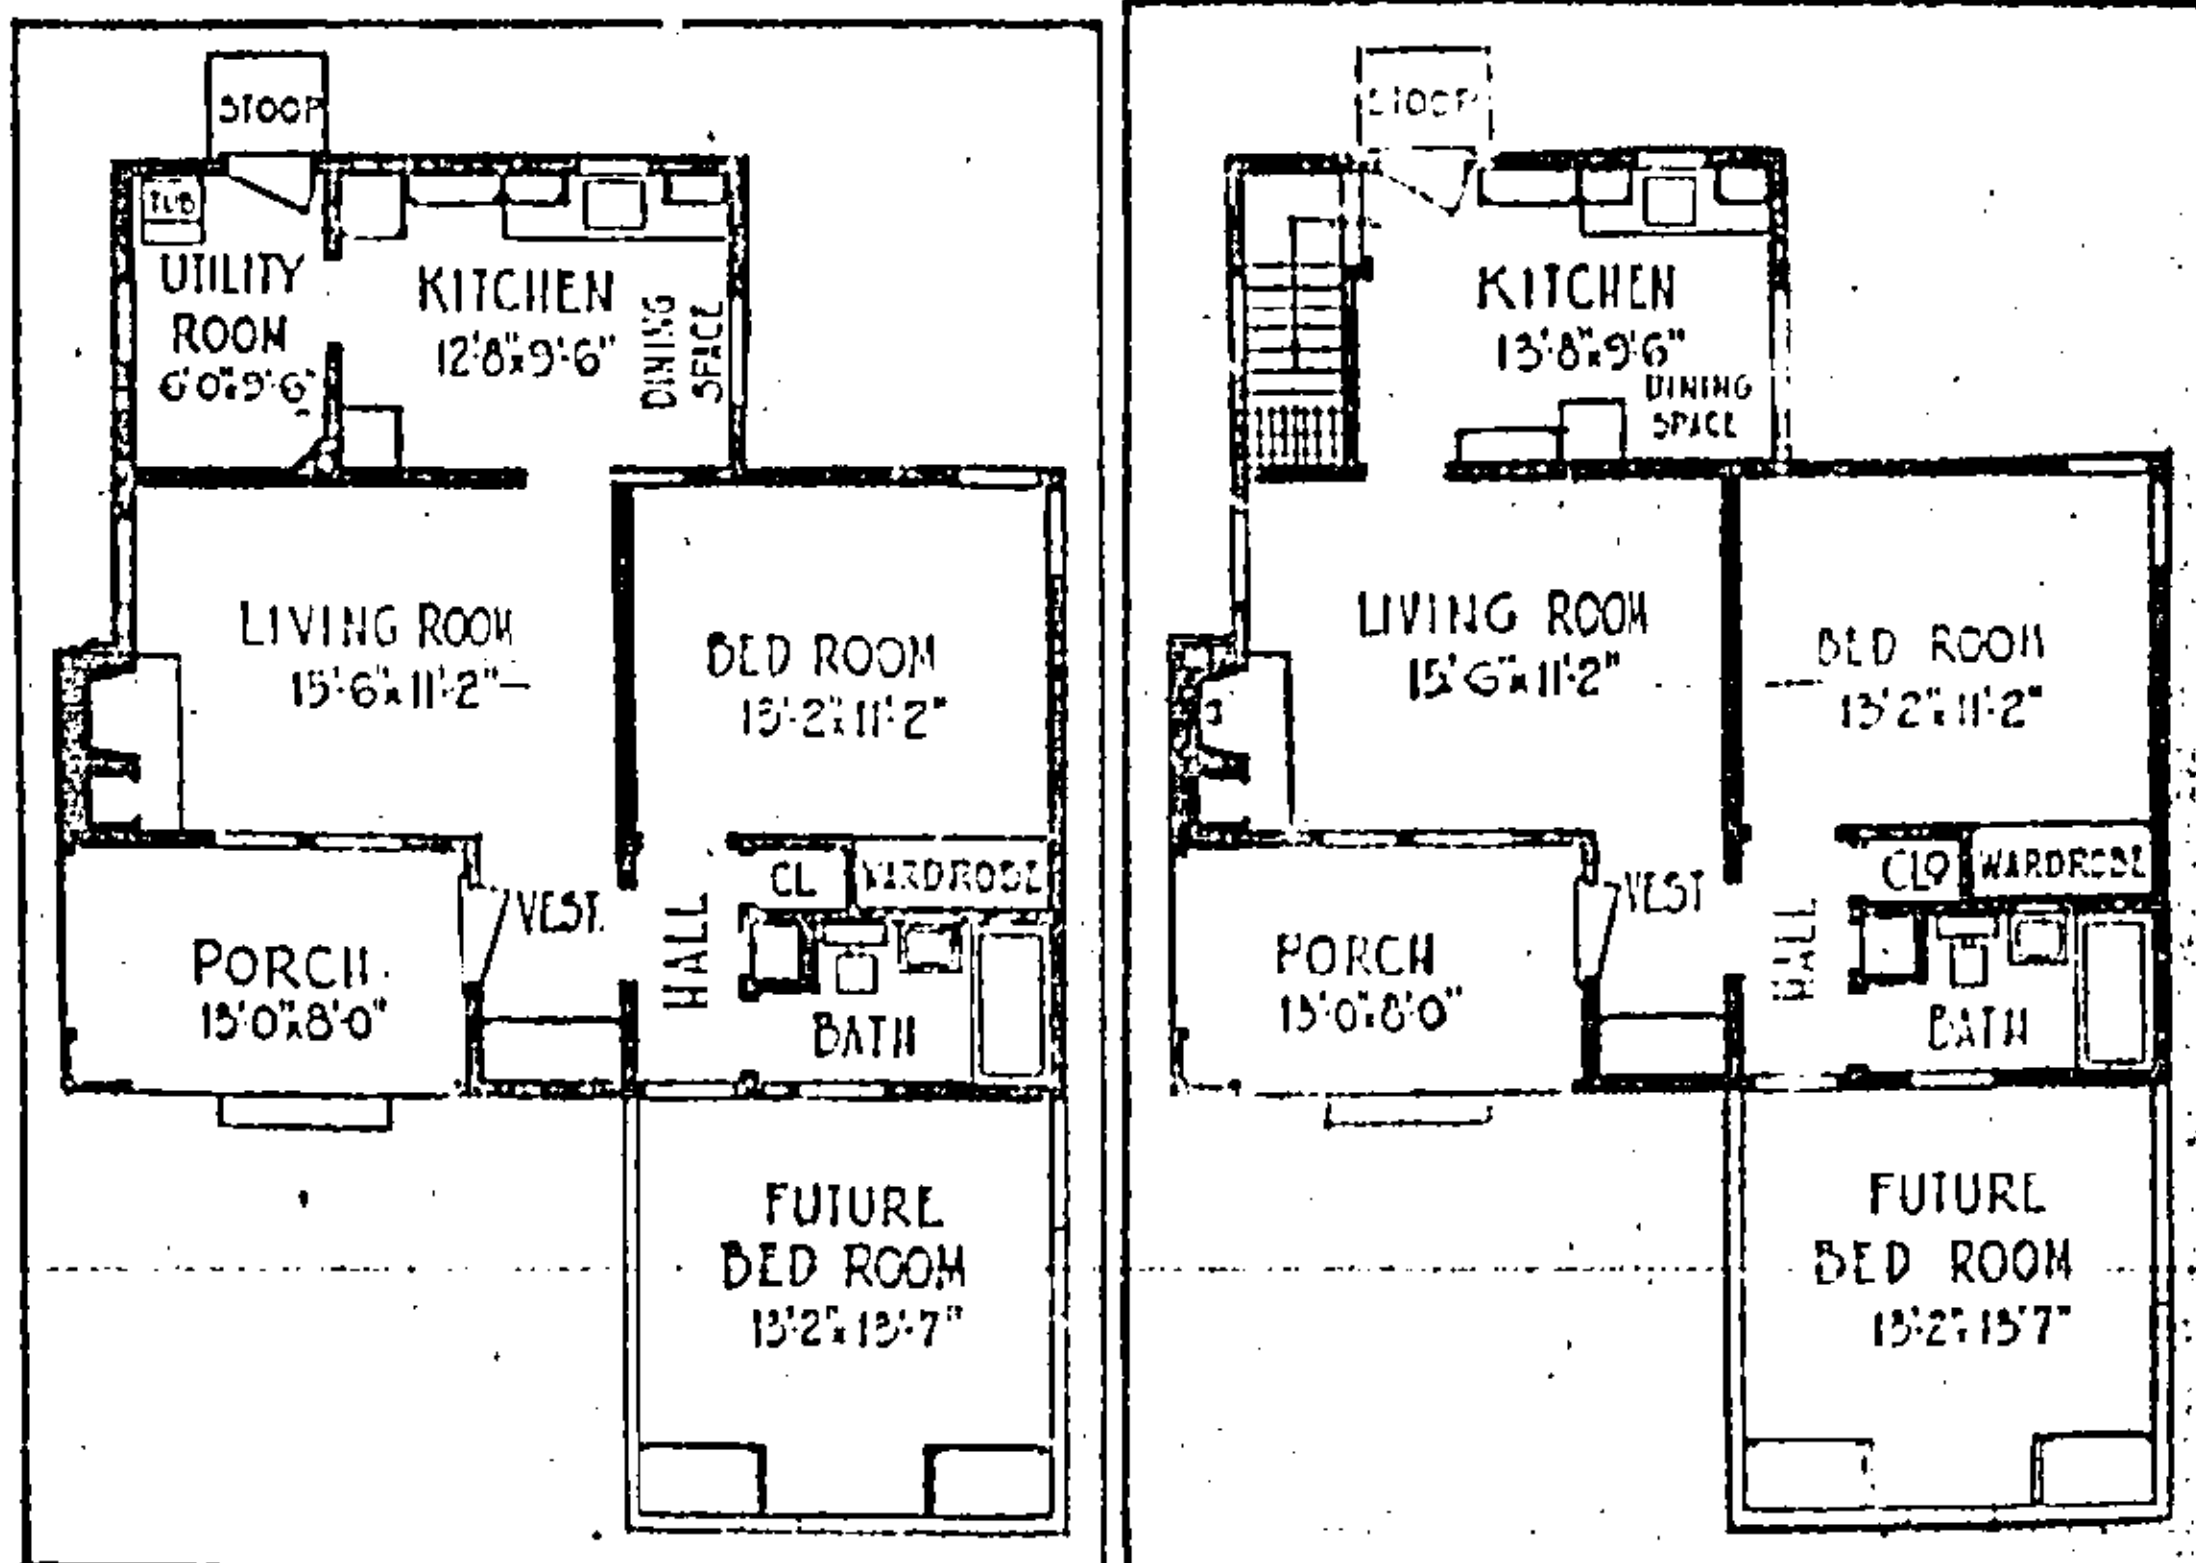 STOOP
TUB
UTILITY
ROOM
6'0"x9'-6"
KITCHEN
12'8"x9'-6"
DINING
SPACE
LIVING ROOM
15'-6"x11'-2"
BED ROOM
13'-2"x11'-2"
CL
WARDROBE
VEST.
HALL
PORCH
13'-0"x8'-0"
BATH
FUTURE
BED ROOM
13'-2"x13'-7"
STOOP
KITCHEN
13'-8"x9'-6"
DINING
SPACE
LIVING ROOM
15'-6"x11'-2"
BED ROOM
13'-2"x11'-2"
CLO
WARDROBE
VEST
HALL
PORCH
13'-0"x8'-0"
BATH
FUTURE
BED ROOM
13'-2"x13'-7"